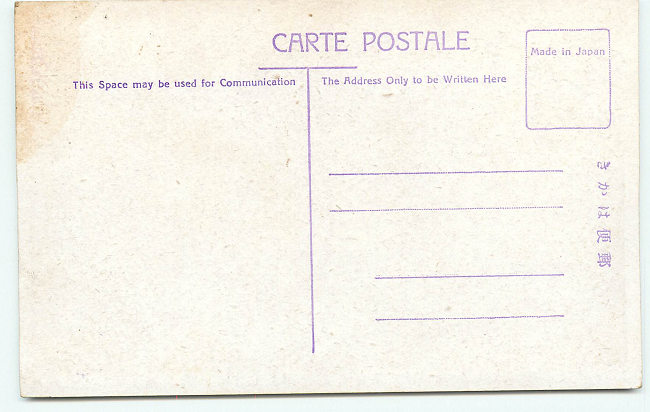 CARTE POSTALE
Made in Japan
This Space may be used for Communication
The Address Only to be Written Here
郵便はかき